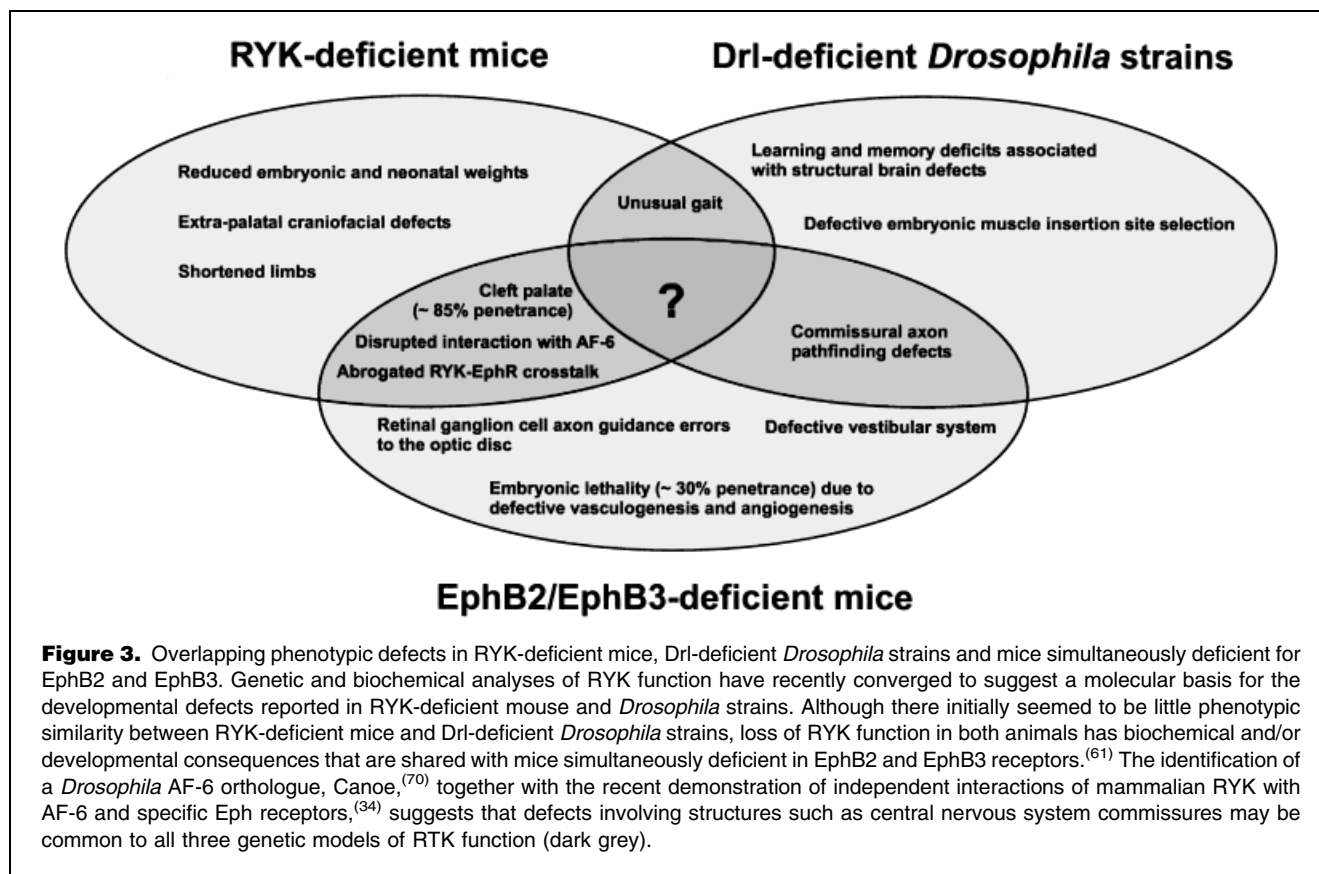 RYK-deficient mice
Drl-deficient Drosophila strains
Reduced embryonic and neonatal weights
Extra-palatal craniofacial defects
Shortened limbs
Unusual gait
Learning and memory deficits associated
with structural brain defects
Defective embryonic muscle insertion site selection
Cleft palate
(~ 85% penetrance)
Disrupted interaction with AF-6
Abrogated RYK-EphR crosstalk
?
Commissural axon
pathfinding defects
Retinal ganglion cell axon guidance errors
to the optic disc
Defective vestibular system
Embryonic lethality (~ 30% penetrance) due to
defective vasculogenesis and angiogenesis
EphB2/EphB3-deficient mice
Figure 3. Overlapping phenotypic defects in RYK-deficient mice, Drl-deficient Drosophila strains and mice simultaneously deficient for
EphB2 and EphB3. Genetic and biochemical analyses of RYK function have recently converged to suggest a molecular basis for the
developmental defects reported in RYK-deficient mouse and Drosophila strains. Although there initially seemed to be little phenotypic
similarity between RYK-deficient mice and Drl-deficient Drosophila strains, loss of RYK function in both animals has biochemical and/or
developmental consequences that are shared with mice simultaneously deficient in EphB2 and EphB3 receptors.(61) The identification of
a Drosophila AF-6 orthologue, Canoe,(70) together with the recent demonstration of independent interactions of mammalian RYK with
AF-6 and specific Eph receptors,(34) suggests that defects involving structures such as central nervous system commissures may be
common to all three genetic models of RTK function (dark grey).